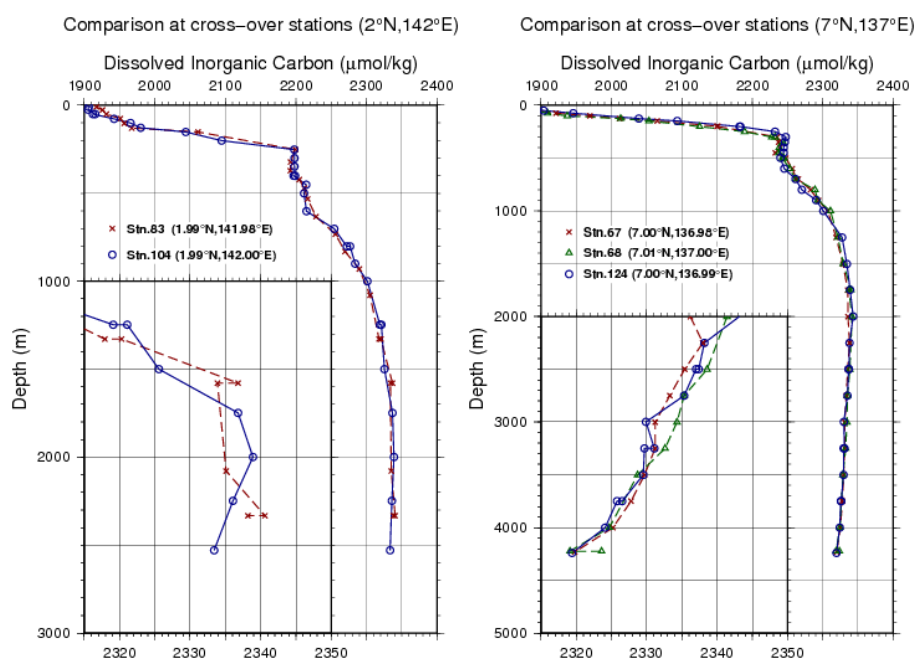 Comparison at cross−over stations (2°N,142°E)
Dissolved Inorganic Carbon (μmol/kg)
1900 2000 2100 2200 2300 2400
0
1000
2000
3000
Depth (m)
Stn.83 (1.99°N,141.98°E)
Stn.104 (1.99°N,142.00°E)
2320 2330 2340 2350
Comparison at cross−over stations (7°N,137°E)
Dissolved Inorganic Carbon (μmol/kg)
1900 2000 2100 2200 2300 2400
0
1000
2000
3000
4000
5000
Depth (m)
Stn.67 (7.00°N,136.98°E)
Stn.68 (7.01°N,137.00°E)
Stn.124 (7.00°N,136.99°E)
2320 2330 2340 2350